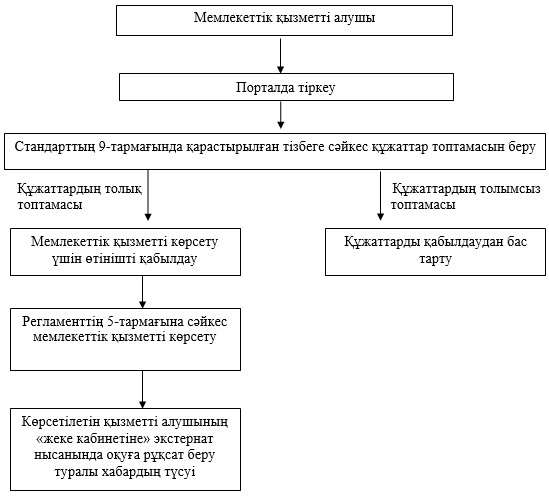 Мемлекеттік қызметті алушы
Порталда тіркеу
Стандарттың 9-тармағында қарастырылған тізбеге сәйкес құжаттар топтамасын беру
Құжаттардың толық
топтамасы
Құжаттардың толымсыз
топтамасы
Мемлекеттік қызметті көрсету
үшін өтінішті қабылдау
Құжаттарды қабылдаудан бас
тарту
Регламенттің 5-тармағына сәйкес
мемлекеттік қызметті көрсету
Көрсетілетін қызметті алушының
«жеке кабинетіне» экстернат
нысанында оқуға рұқсат беру
туралы хабардың түсуі